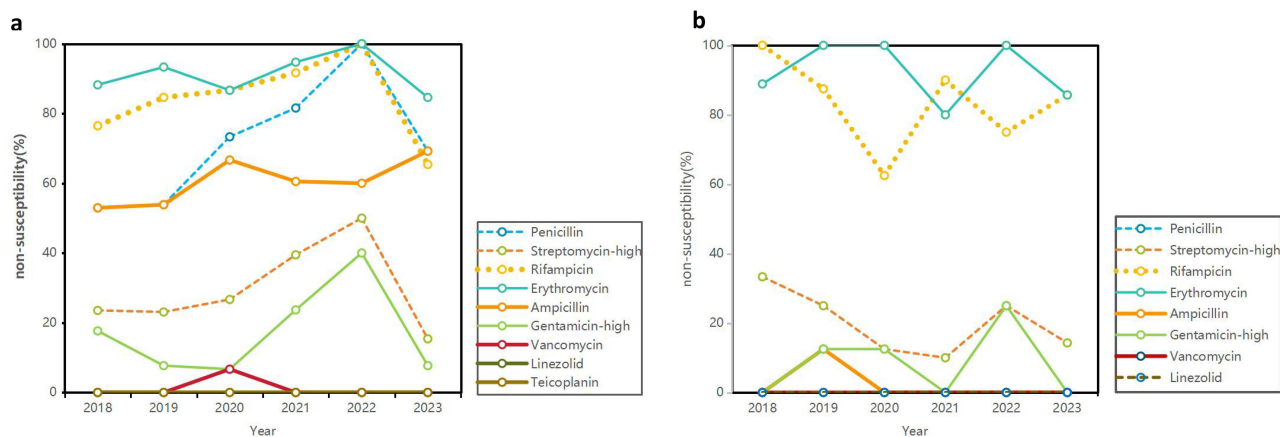 a
non-susceptibility(%)
100
80
60
40
20
0
2018 2019 2020 2021 2022 2023
Year
Penicillin
Streptomycin-high
Rifampicin
Erythromycin
Ampicillin
Gentamicin-high
Vancomycin
Linezolid
Teicoplanin
b
non-susceptibility(%)
100
80
60
40
20
0
2018 2019 2020 2021 2022 2023
Year
Penicillin
Streptomycin-high
Rifampicin
Erythromycin
Ampicillin
Gentamicin-high
Vancomycin
Linezolid